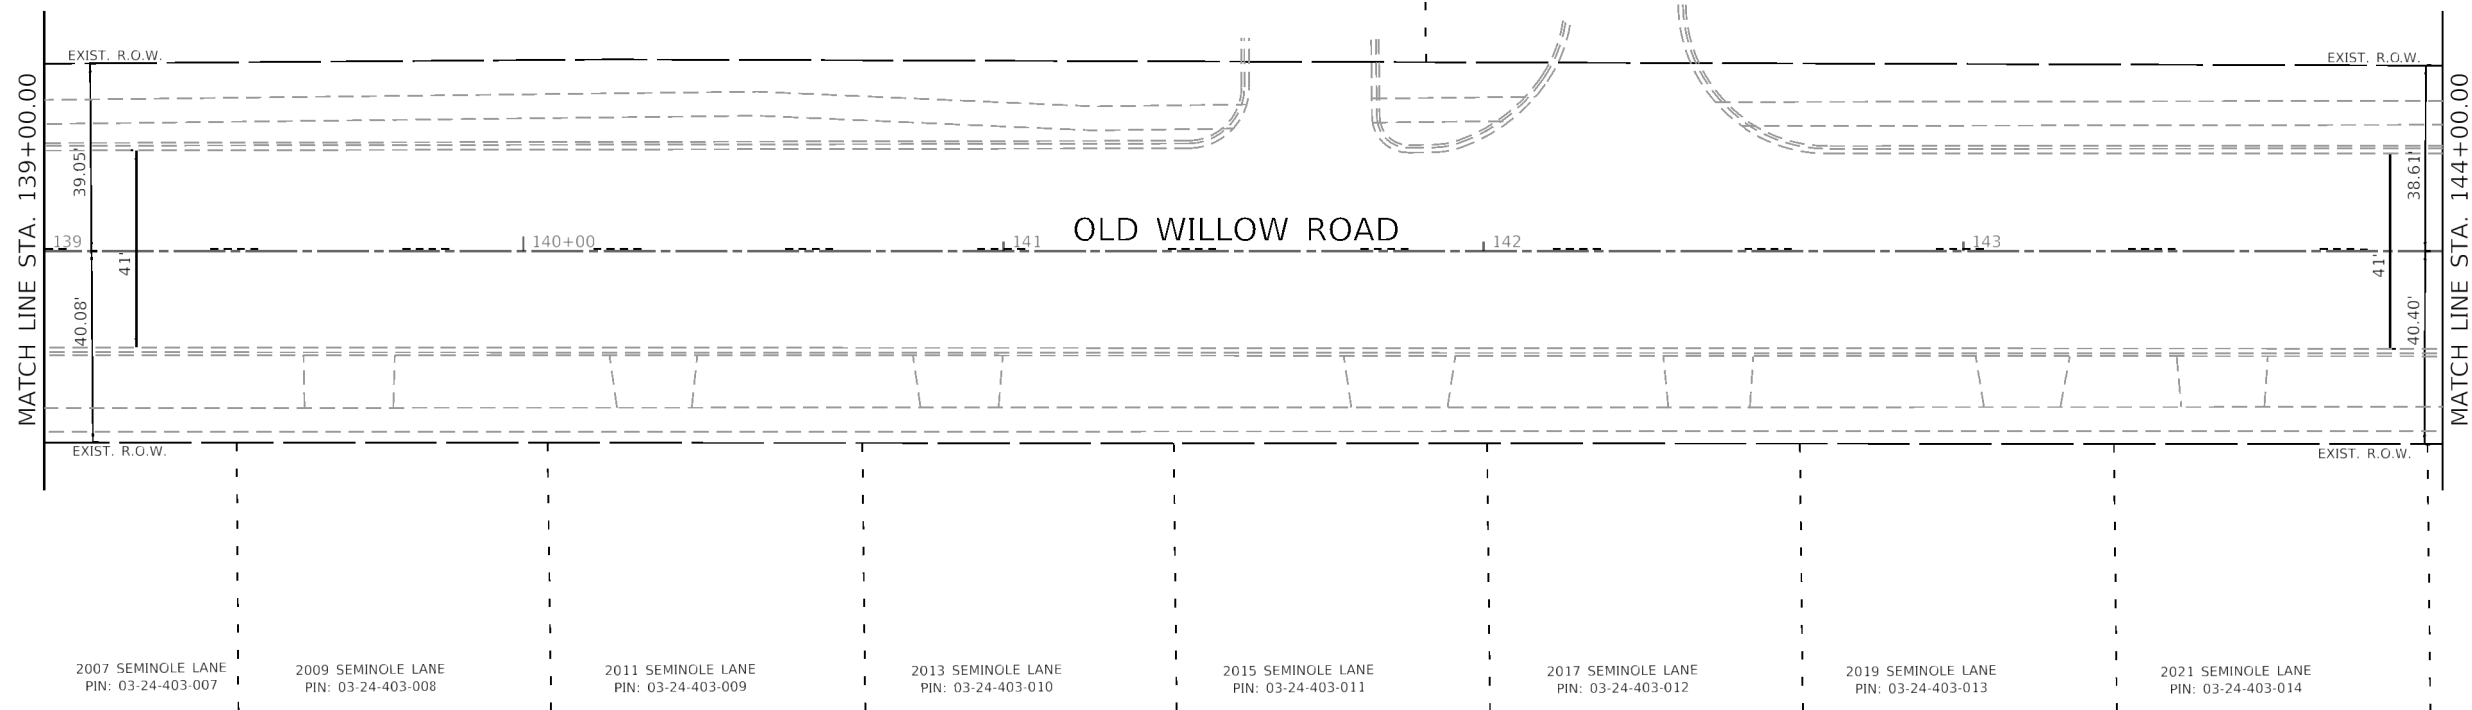 EXIST. R.O.W.
EXIST. R.O.W.
MATCH LINE STA. 139+00.00
MATCH LINE STA. 144+00.00
39.05'
38.61'
OLD WILLOW ROAD
139
140+00
141
142
143
41'
41'
40.08'
40.40'
EXIST. R.O.W.
EXIST. R.O.W.
2007 SEMINOLE LANE
PIN: 03-24-403-007
2009 SEMINOLE LANE
PIN: 03-24-403-008
2011 SEMINOLE LANE
PIN: 03-24-403-009
2013 SEMINOLE LANE
PIN: 03-24-403-010
2015 SEMINOLE LANE
PIN: 03-24-403-011
2017 SEMINOLE LANE
PIN: 03-24-403-012
2019 SEMINOLE LANE
PIN: 03-24-403-013
2021 SEMINOLE LANE
PIN: 03-24-403-014